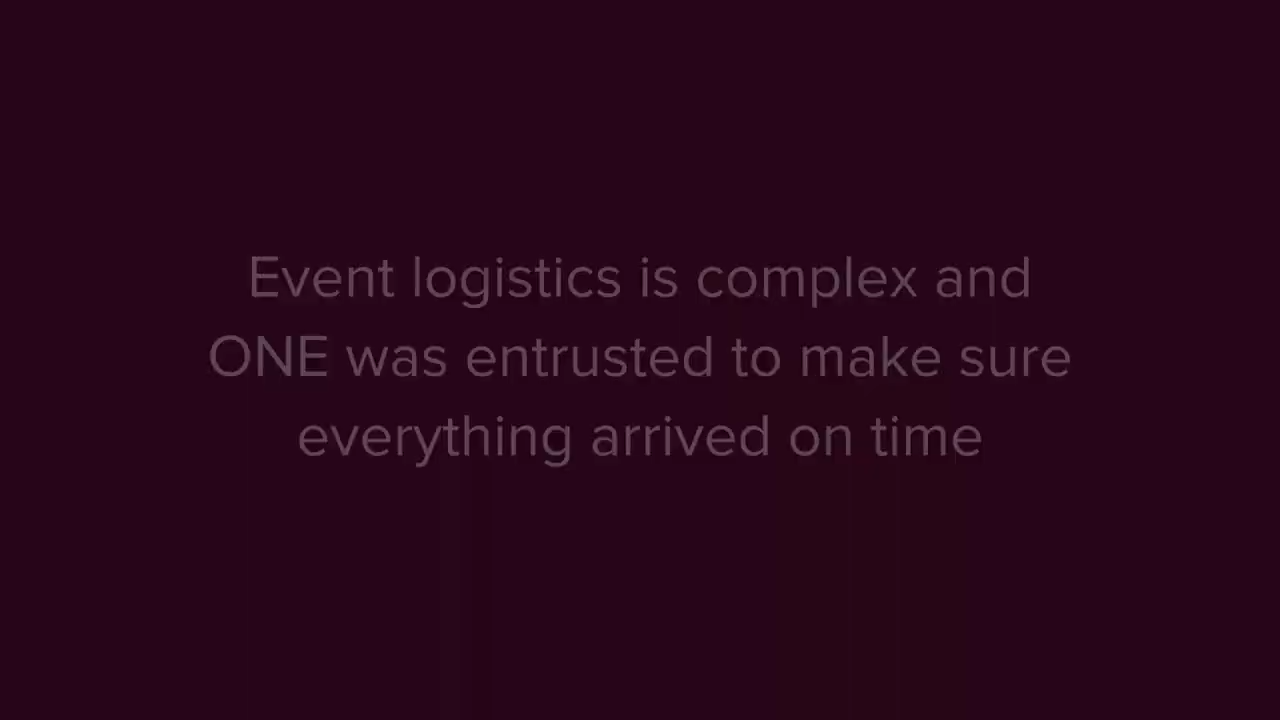 Event logistics is complex and
ONE was entrusted to make sure
everything arrived on time